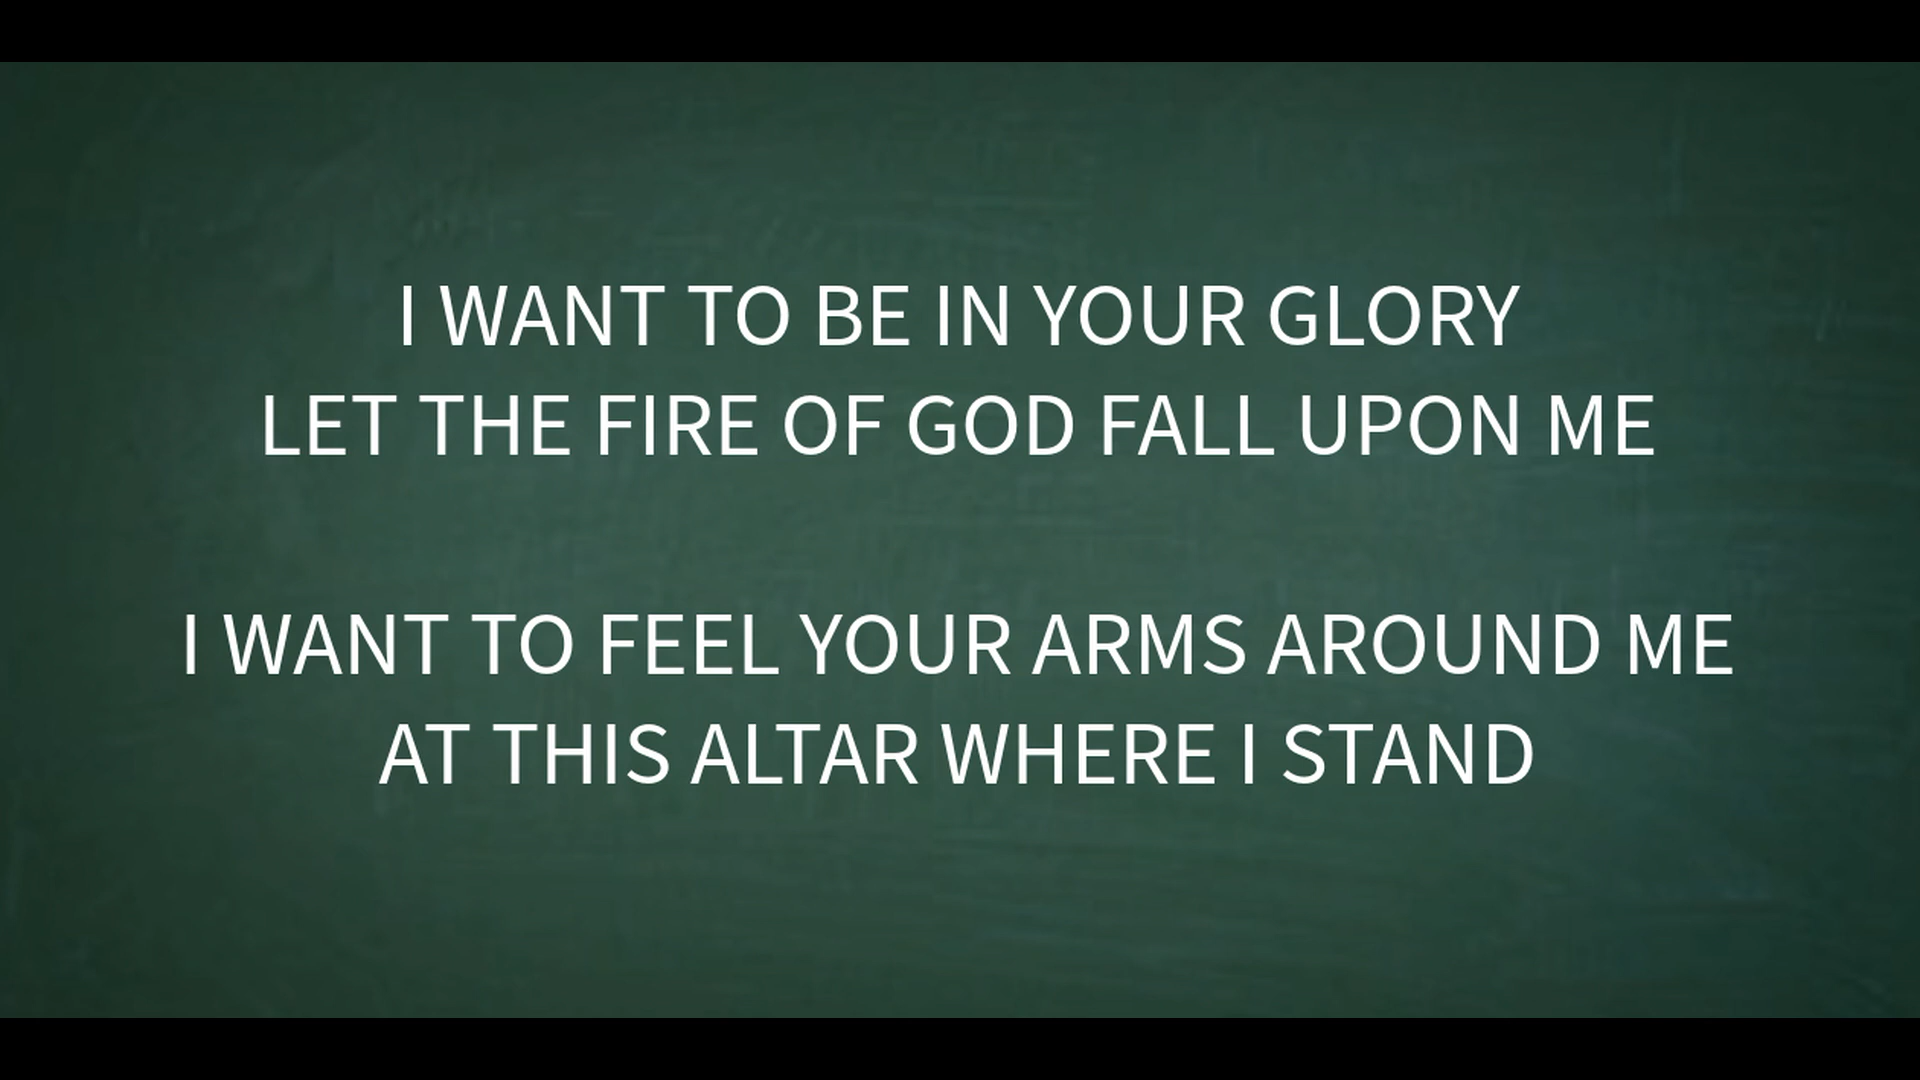 I WANT TO BE IN YOUR GLORY
LET THE FIRE OF GOD FALL UPON ME
I WANT TO FEEL YOUR ARMS AROUND ME
AT THIS ALTAR WHERE I STAND